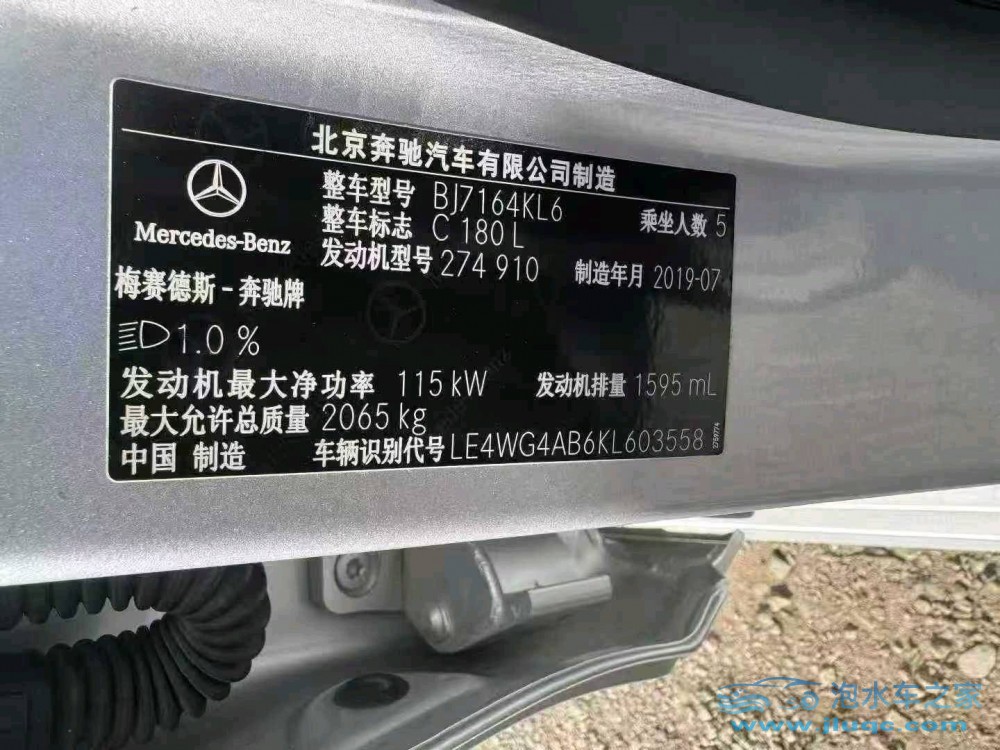 北京奔驰汽车有限公司制造
整车型号 BJ7164KL6
乘坐人数 5
整车标志 C 180 L
发动机型号 274 910
制造年月 2019-07
Mercedes-Benz
梅赛德斯-奔驰牌
1.0 %
发动机最大净功率 115 kW
发动机排量 1595 mL
最大允许总质量 2065 kg
中国 制造
车辆识别代号 LE4WG4AB6KL603558
泡水车之家